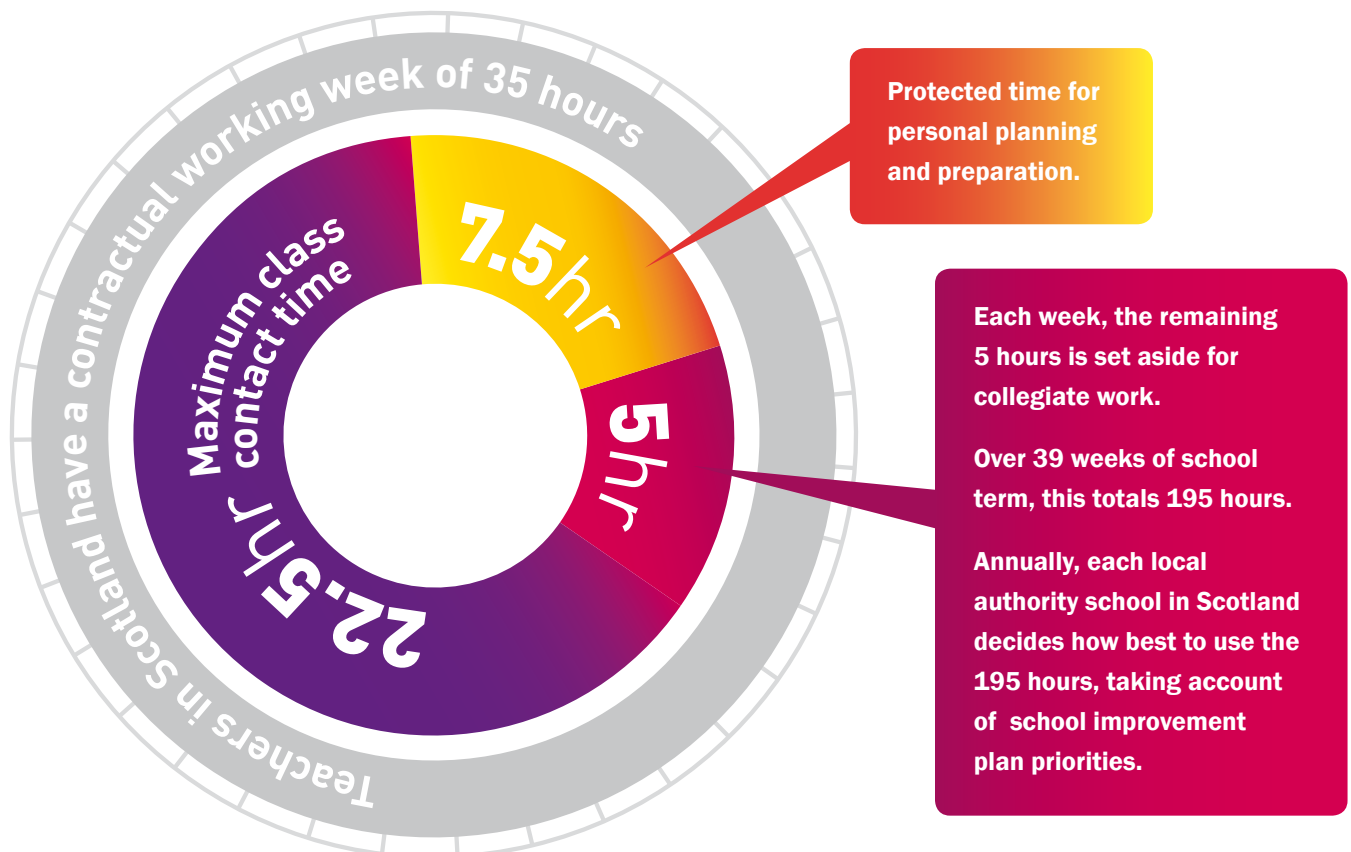 Teachers in Scotland have a contractual working week of 35 hours
22.5hr
Maximum class
contact time
7.5hr
5hr
Protected time for
personal planning
and preparation.
Each week, the remaining
5 hours is set aside for
collegiate work.
Over 39 weeks of school
term, this totals 195 hours.
Annually, each local
authority school in Scotland
decides how best to use the
195 hours, taking account
of  school improvement
plan priorities.